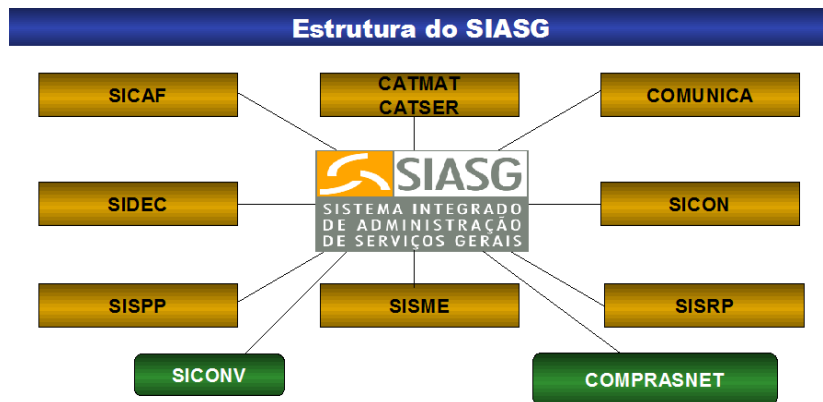 Estrutura do SIASG
SICAF
CATMAT
CATSER
COMUNICA
SIASG
SISTEMA INTEGRADO
DE ADMINISTRAÇÃO
DE SERVIÇOS GERAIS
SIDEC
SICON
SISPP
SISME
SISRP
SICONV
COMPRASNET